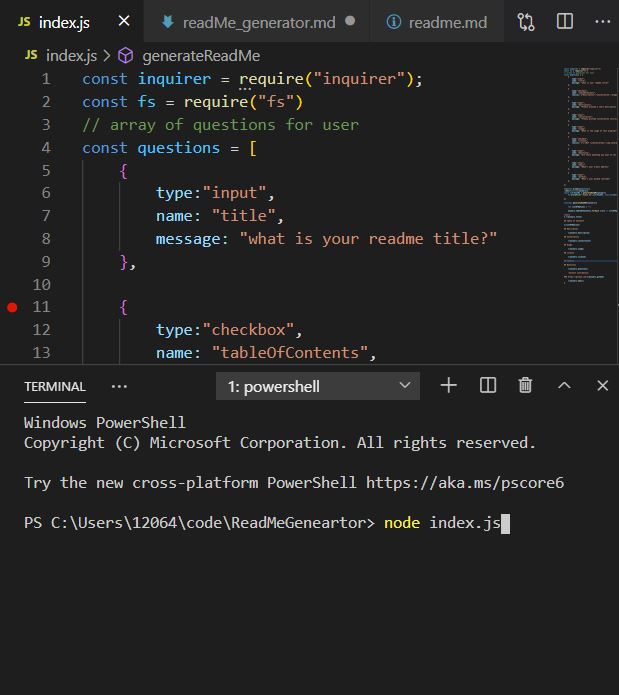 JS index.js × readMe_generator.md ● readme.md ···
JS index.js > generateReadMe
1 const inquirer = require("inquirer");
2 const fs = require("fs")
3 // array of questions for user
4 const questions = [
5 {
6 type:"input",
7 name: "title",
8 message: "what is your readme title?"
9 },
10
11 {
12 type:"checkbox",
13 name: "tableOfContents",
TERMINAL ··· 1: powershell
Windows PowerShell
Copyright (C) Microsoft Corporation. All rights reserved.
Try the new cross-platform PowerShell https://aka.ms/pscore6
PS C:\Users\12064\code\ReadMeGeneartor> node index.js